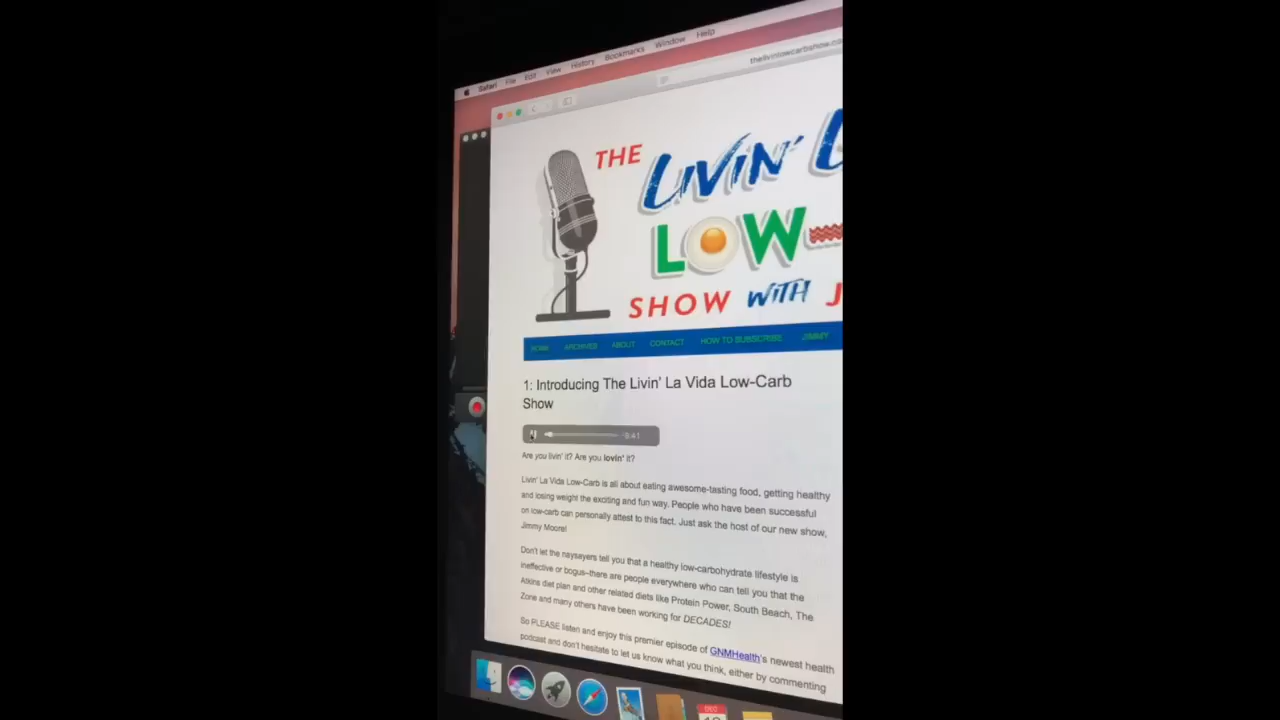 Safari File Edit View History Bookmarks Window Help
THE LIVIN' L
LOW-
SHOW WITH J
HOME ARCHIVES ABOUT CONTACT HOW TO SUBSCRIBE JIMMY
1: Introducing The Livin' La Vida Low-Carb
Show
Are you livin' it? Are you lovin' it?
Livin' La Vida Low-Carb is all about eating awesome-tasting food, getting healthy
and losing weight the exciting and fun way. People who have been successful
on low-carb can personally attest to this fact. Just ask the host of our new show,
Jimmy Moore!
Don't let the naysayers tell you that a healthy low-carbohydrate lifestyle is
ineffective or bogus–there are people everywhere who can tell you that the
Atkins diet plan and other related diets like Protein Power, South Beach, The
Zone and many others have been working for DECADES!
So PLEASE listen and enjoy this premier episode of GNMHealth's newest health
podcast and don't hesitate to let us know what you think, either by commenting
DEC